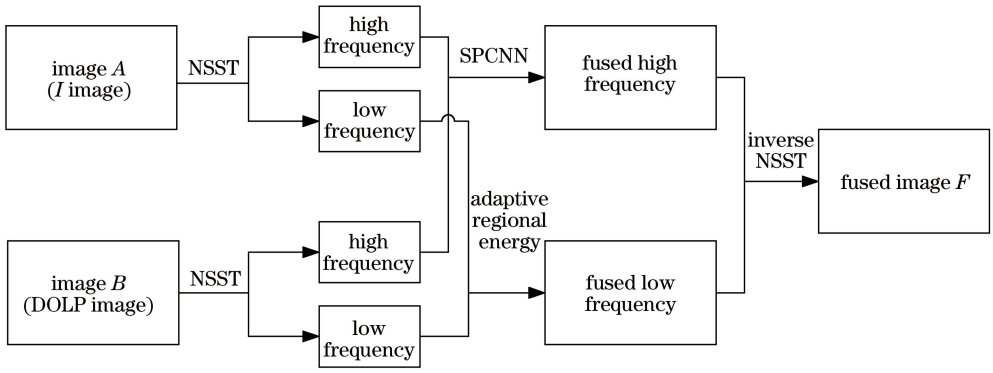 image A
(I image)
NSST
high
frequency
low
frequency
SPCNN
fused high
frequency
inverse
NSST
fused image F
adaptive
regional
energy
image B
(DOLP image)
NSST
high
frequency
low
frequency
fused low
frequency